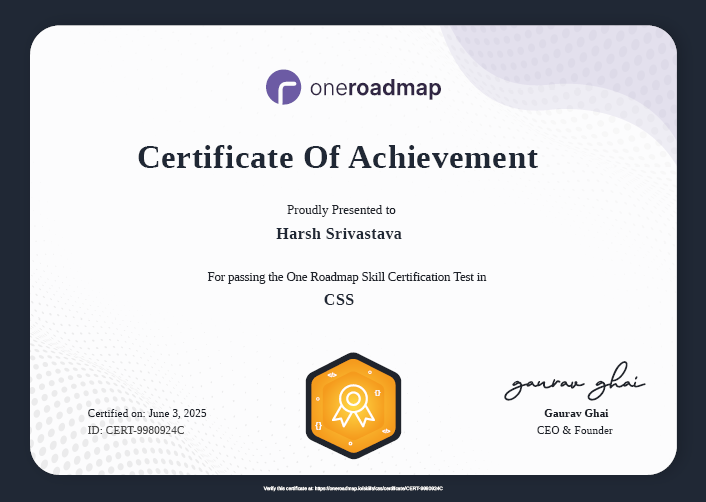 oneroadmap
Certificate Of Achievement
Proudly Presented to
Harsh Srivastava
For passing the One Roadmap Skill Certification Test in
CSS
gaurav ghai
Certified on: June 3, 2025
ID: CERT-9980924C
Gaurav Ghai
CEO & Founder
Verify this certificate at: https://oneroadmap.io/skills/css/certificate/CERT-9980924C